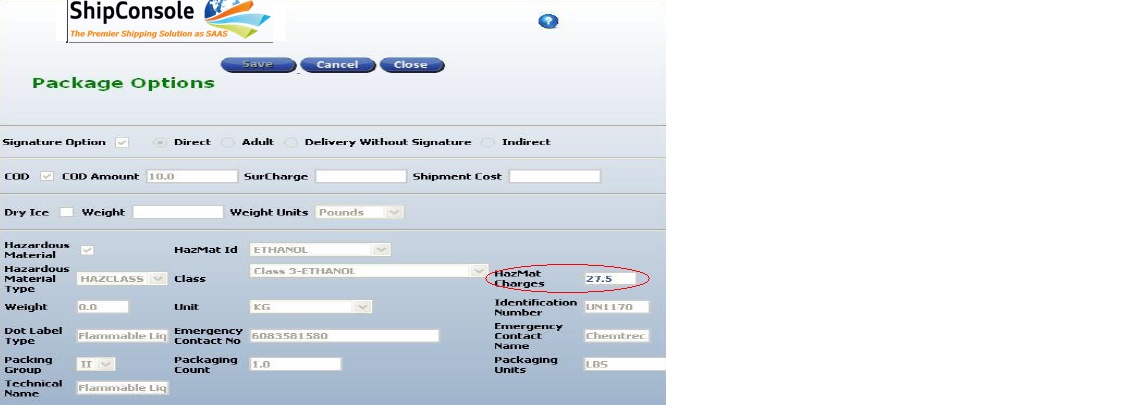 ShipConsole
The Premier Shipping Solution as SAAS
?
Save Cancel Close
Package Options
Signature Option Direct Adult Delivery Without Signature Indirect
COD COD Amount 10.0 SurCharge Shipment Cost
Dry Ice Weight Weight Units Pounds
Hazardous Material HazMat Id ETHANOL
Hazardous Material Type HAZCLASS Class Class 3-ETHANOL HazMat Charges 27.5
Weight 0.0 Unit KG Identification Number UN1170
Dot Label Type Flammable Liq Emergency Contact No 6083581580 Emergency Contact Name Chemtrec
Packing Group II Packaging Count 1.0 Packaging Units LBS
Technical Name Flammable Liq